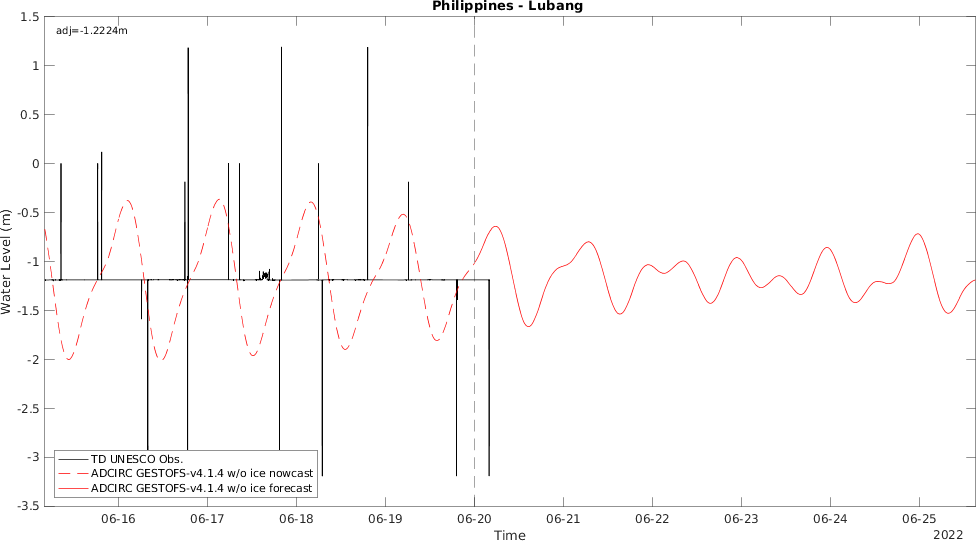 Philippines - Lubang
adj=-1.2224m
1.5
1
0.5
0
-0.5
-1
-1.5
-2
-2.5
-3
-3.5
Water Level (m)
TD UNESCO Obs.
ADCIRC GESTOFS-v4.1.4 w/o ice nowcast
ADCIRC GESTOFS-v4.1.4 w/o ice forecast
06-16 06-17 06-18 06-19 06-20 06-21 06-22 06-23 06-24 06-25
Time
2022